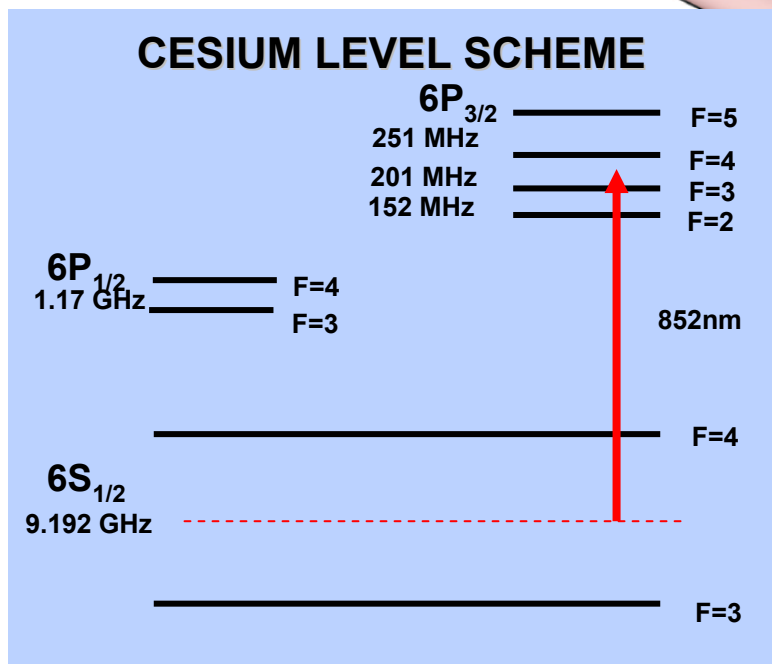 CESIUM LEVEL SCHEME
6P3/2
F=5
251 MHz
F=4
201 MHz
F=3
152 MHz
F=2
6P1/2
F=4
1.17 GHz
F=3
852nm
F=4
6S1/2
9.192 GHz
F=3